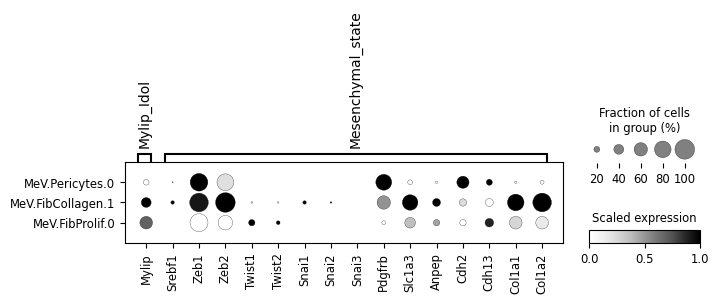 Mylip_Idol
Mesenchymal_state
MeV.Pericytes.0
MeV.FibCollagen.1
MeV.FibProlif.0
Mylip
Srebf1
Zeb1
Zeb2
Twist1
Twist2
Snai1
Snai2
Snai3
Pdgfrb
Slc1a3
Anpep
Cdh2
Cdh13
Col1a1
Col1a2
Fraction of cells
in group (%)
20 40 60 80 100
Scaled expression
0.0 0.5 1.0